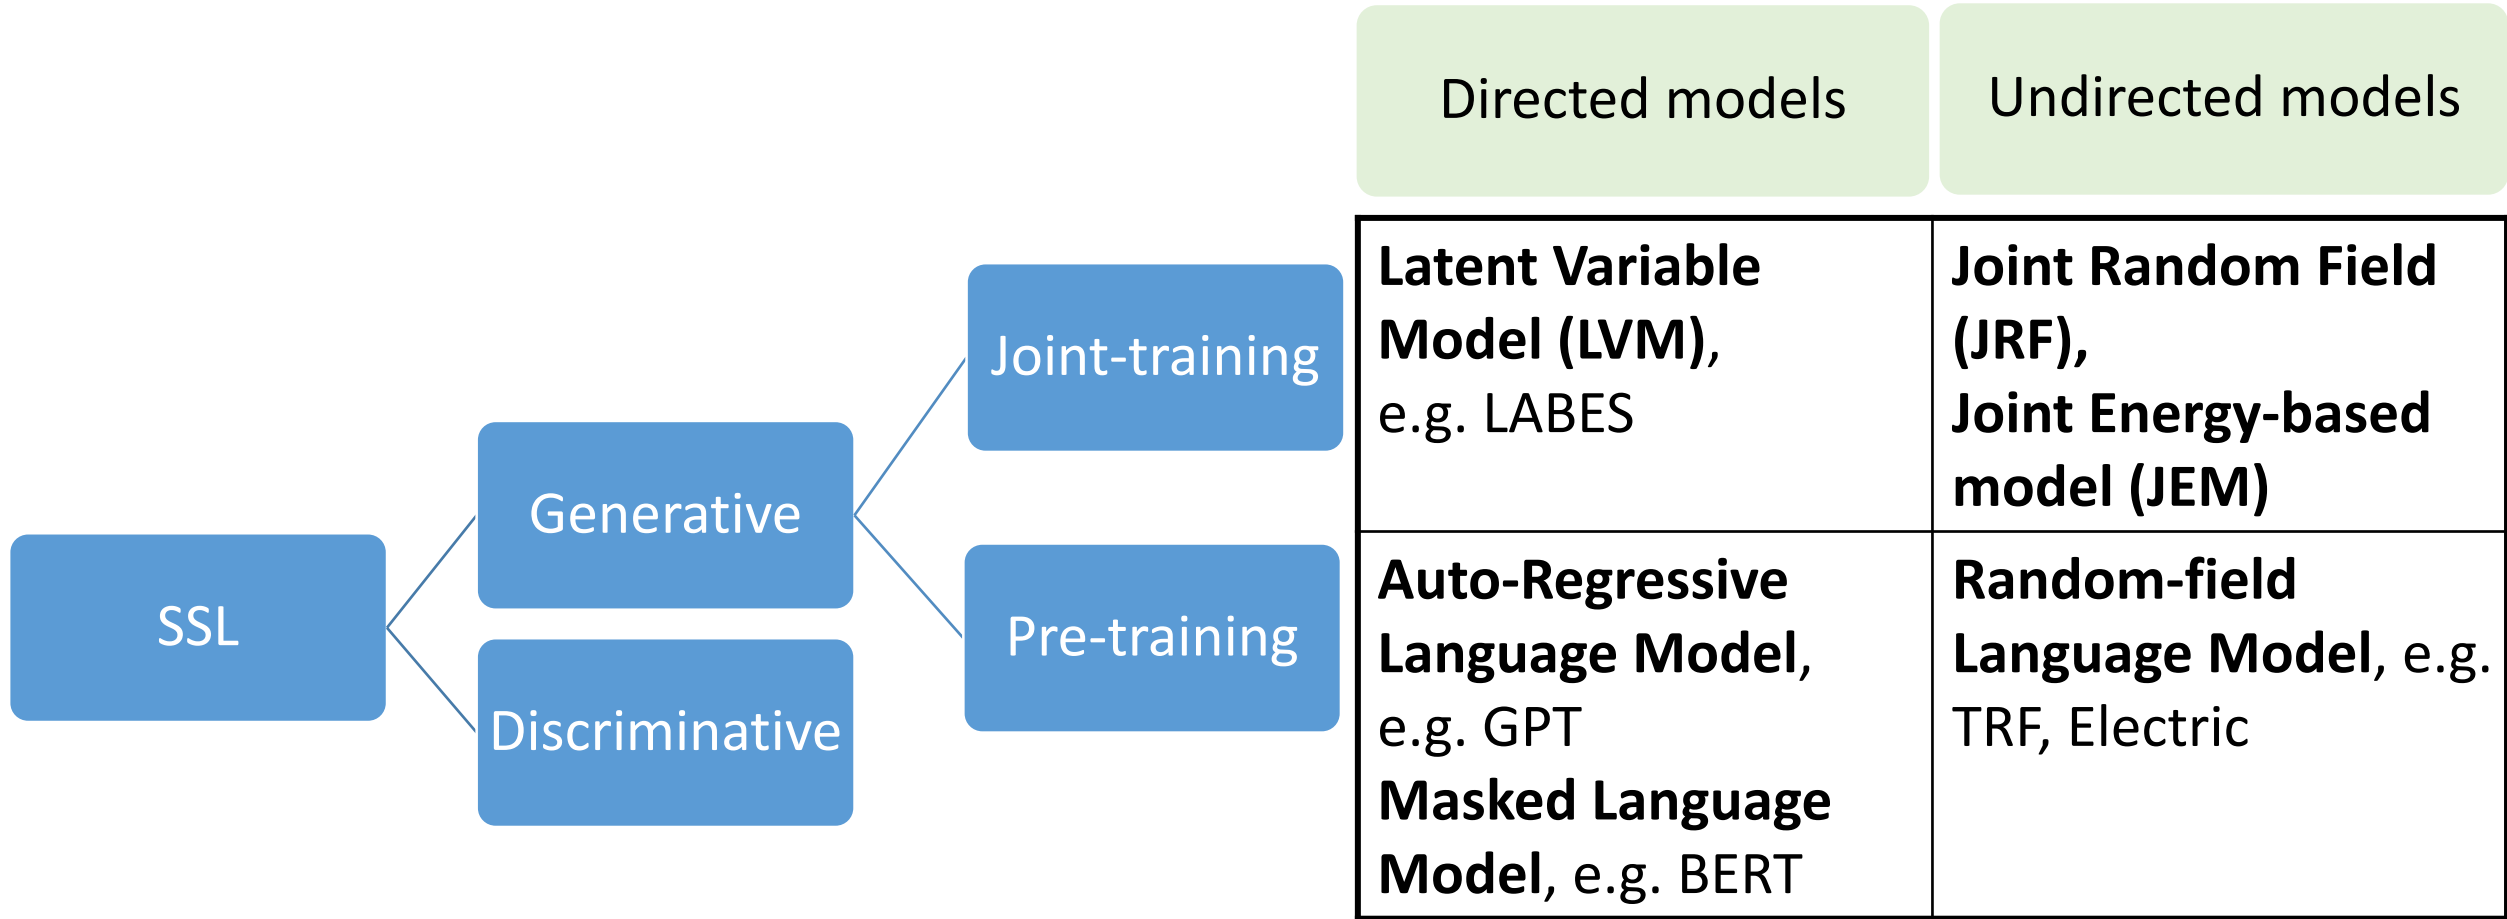 Directed models
Undirected models
SSL
Generative
Discriminative
Joint-training
Pre-training
Latent Variable
Model (LVM),
e.g. LABES
Joint Random Field
(JRF),
Joint Energy-based
model (JEM)
Auto-Regressive
Language Model,
e.g. GPT
Masked Language
Model, e.g. BERT
Random-field
Language Model, e.g.
TRF, Electric